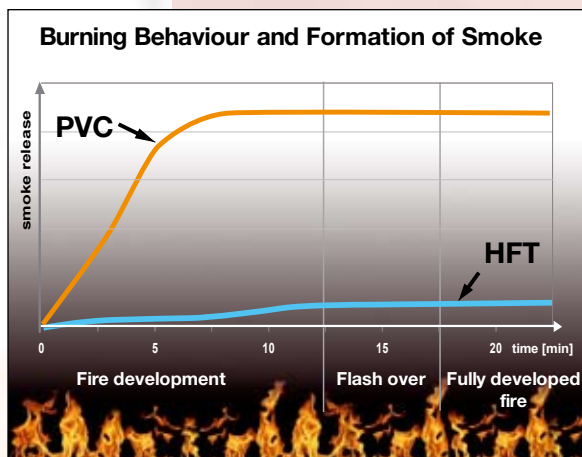 Burning Behaviour and Formation of Smoke
smoke release
PVC
HFT
0 5 10 15 20 time [min]
Fire development Flash over Fully developed
fire